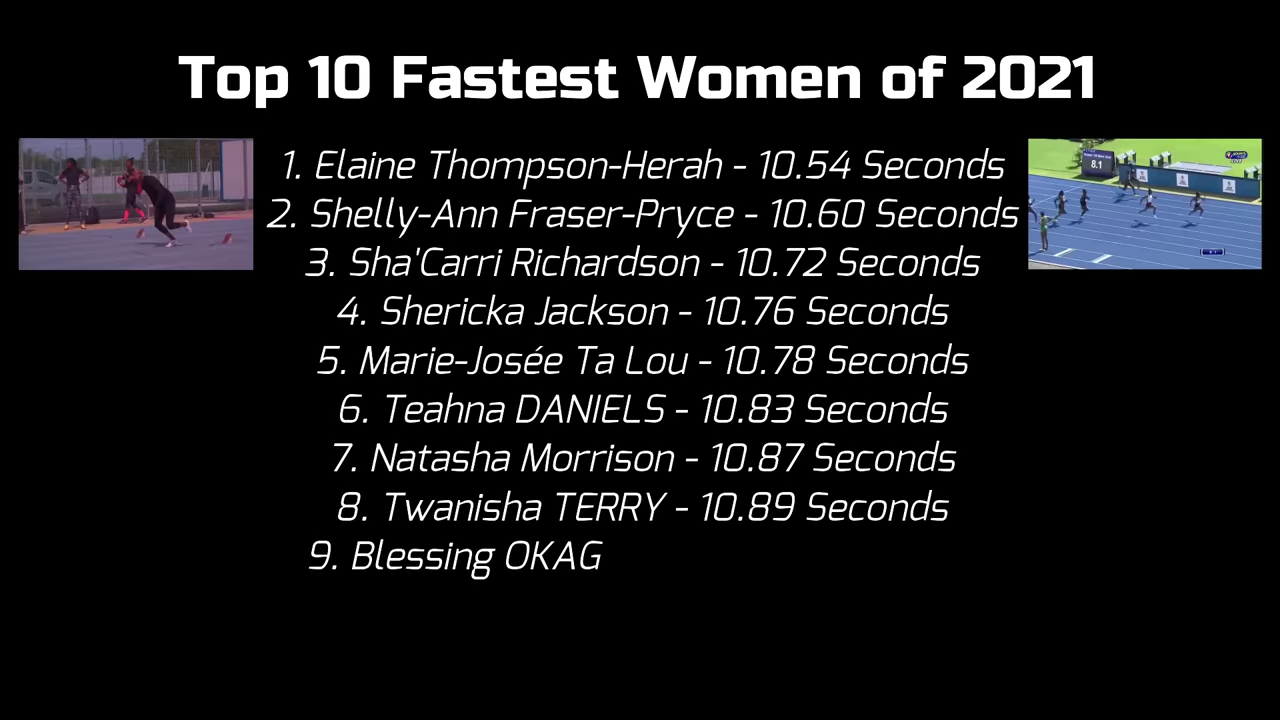 Top 10 Fastest Women of 2021
1. Elaine Thompson-Herah - 10.54 Seconds
2. Shelly-Ann Fraser-Pryce - 10.60 Seconds
3. Sha'Carri Richardson - 10.72 Seconds
4. Shericka Jackson - 10.76 Seconds
5. Marie-Josée Ta Lou - 10.78 Seconds
6. Teahna DANIELS - 10.83 Seconds
7. Natasha Morrison - 10.87 Seconds
8. Twanisha TERRY - 10.89 Seconds
9. Blessing OKAG
8.1